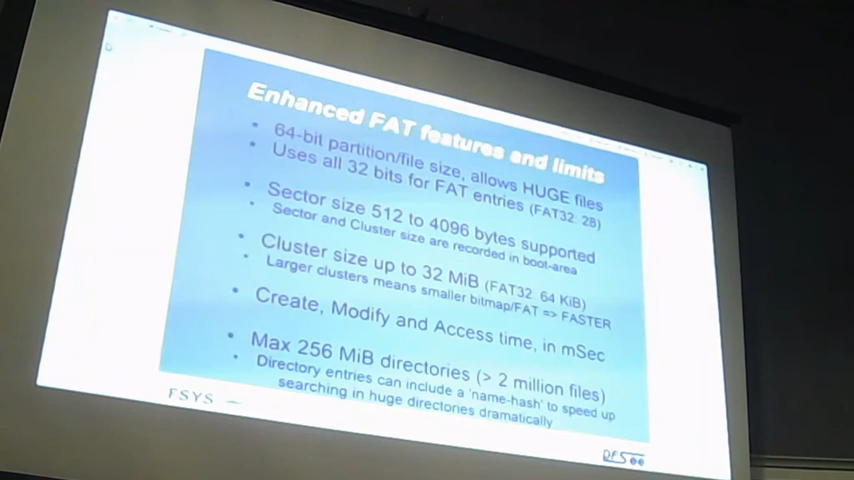 Enhanced FAT features and limits
• 64-bit partition/file size, allows HUGE files
• Uses all 32 bits for FAT entries (FAT32: 28)
• Sector size 512 to 4096 bytes supported
• Sector and Cluster size are recorded in boot-area
• Cluster size up to 32 MiB (FAT32: 64 KiB)
• Larger clusters means smaller bitmap/FAT => FASTER
• Create, Modify and Access time, in mSec
• Max 256 MiB directories (> 2 million files)
• Directory entries can include a 'name-hash' to speed up
searching in huge directories dramatically
FSYS
DFSee